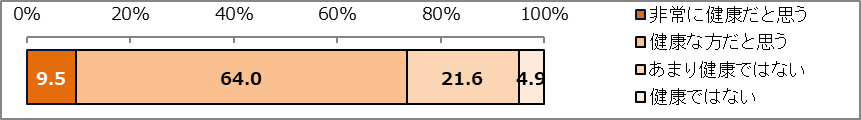 0% 20% 40% 60% 80% 100%
9.5 64.0 21.6 4.9
非常に健康だと思う
健康な方だと思う
あまり健康ではない
健康ではない